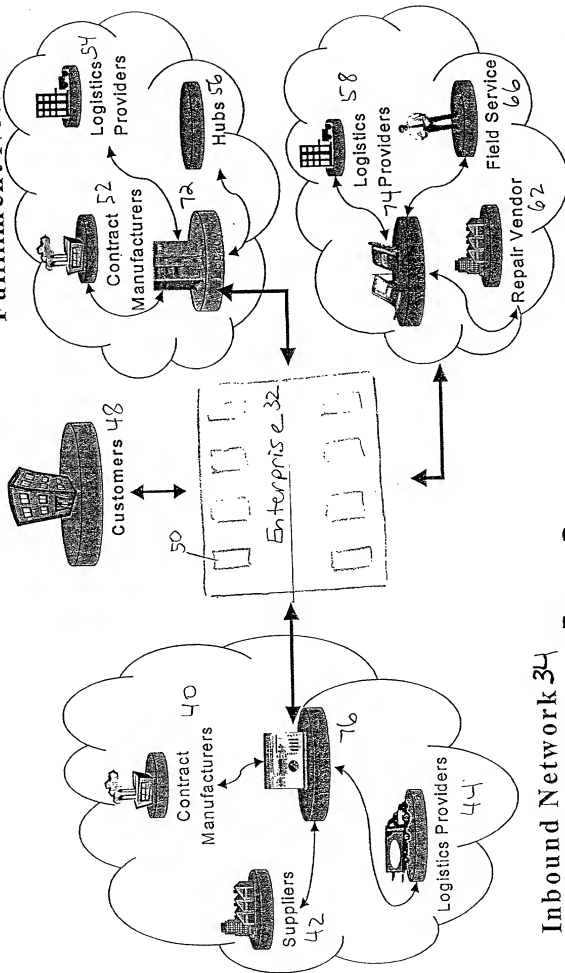 Logistics 54
Providers
Contract 52
Manufacturers
72
Hubs 56
Customers 48
50
Enterprise 32
Logistics 58
74 Providers
Field Service
66
Repair Vendor
62
Contract 40
Manufacturers
76
Suppliers
42
Logistics Providers
44
Inbound Network 34